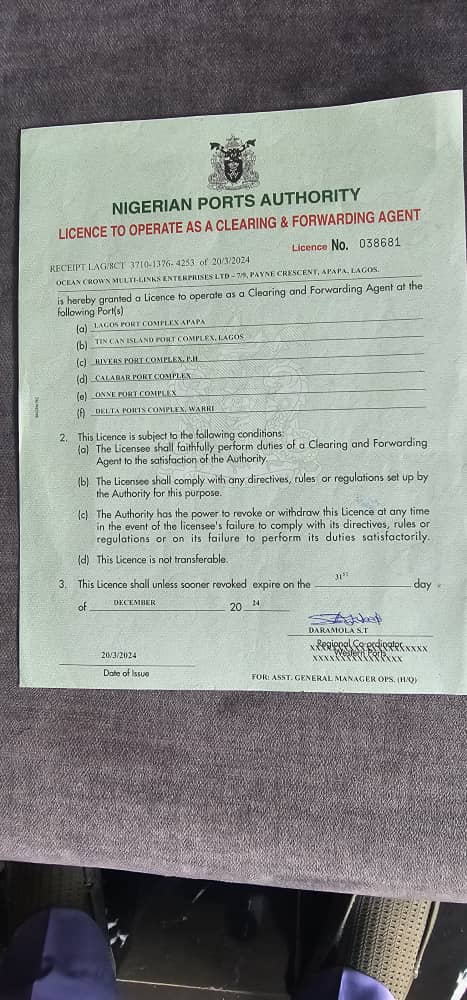 NIGERIAN PORTS AUTHORITY
LICENCE TO OPERATE AS A CLEARING & FORWARDING AGENT
Licence No. 038681
RECEIPT LAG/8CT 3710-1376- 4253 of 20/3/2024
OCEAN CROWN MULTI-LINKS ENTERPRISES LTD – 7/9, PAYNE CRESCENT, APAPA, LAGOS.
is hereby granted a Licence to operate as a Clearing and Forwarding Agent at the
following Port(s)
(a) LAGOS PORT COMPLEX APAPA
(b) TIN CAN ISLAND PORT COMPLEX, LAGOS
(c) RIVERS PORT COMPLEX, P.H
(d) CALABAR PORT COMPLEX
(e) ONNE PORT COMPLEX
(f) DELTA PORTS COMPLEX, WARRI
2. This Licence is subject to the following conditions:
(a) The Licensee shall faithfully perform duties of a Clearing and Forwarding
Agent to the satisfaction of the Authority.
(b) The Licensee shall comply with any directives, rules or regulations set up by
the Authority for this purpose.
(c) The Authority has the power to revoke or withdraw this Licence at any time
in the event of the licensee's failure to comply with its directives, rules or
regulations or on its failure to perform its duties satisfactorily.
(d) This Licence is not transferable.
3. This Licence shall unless sooner revoked expire on the 31ST day
of DECEMBER 20 24
DARAMOLA S.T
Regional Co-ordinator
Western Ports
20/3/2024
Date of Issue
FOR: ASST. GENERAL MANAGER OPS. (H/Q)